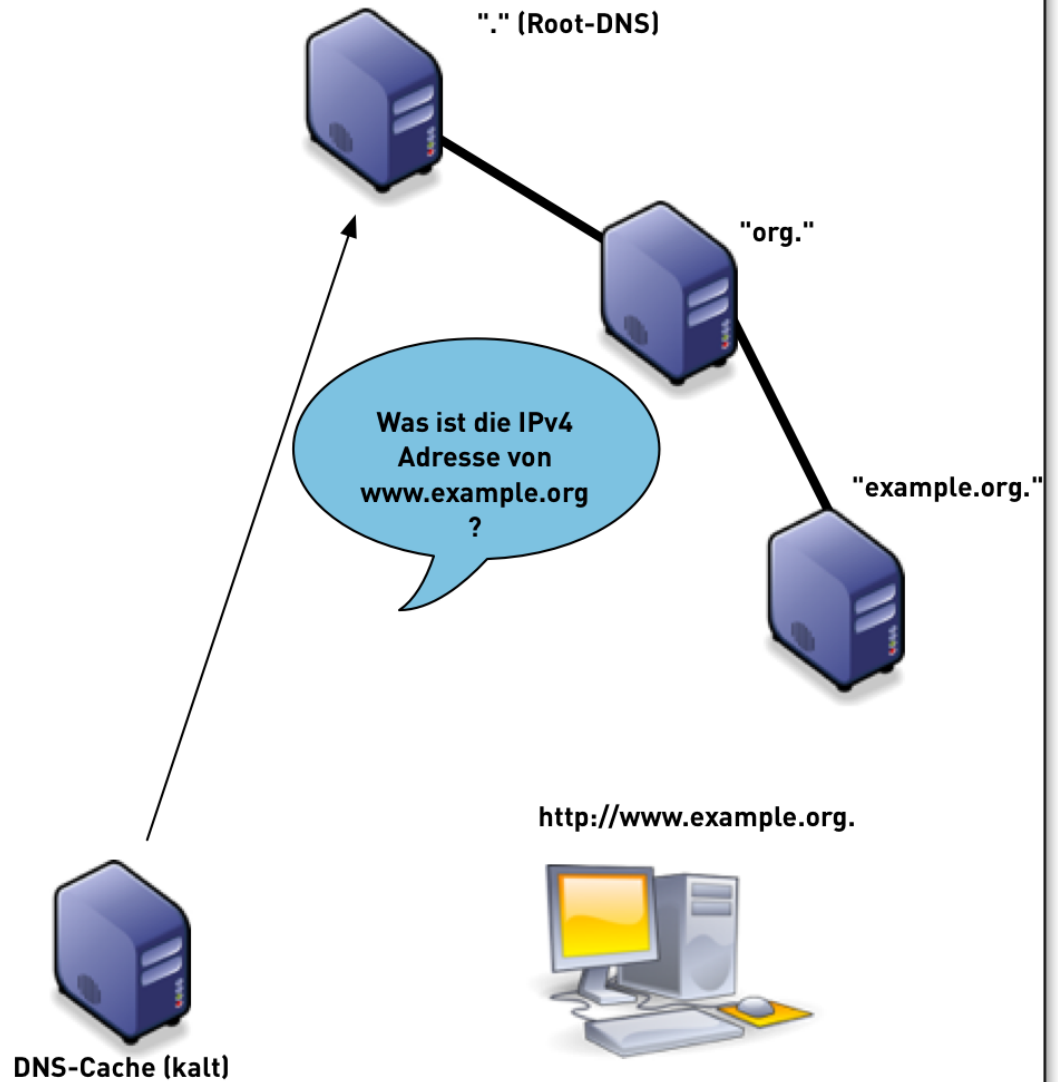 "." (Root-DNS)
"org."
Was ist die IPv4
Adresse von
www.example.org
?
"example.org."
http://www.example.org.
DNS-Cache (kalt)